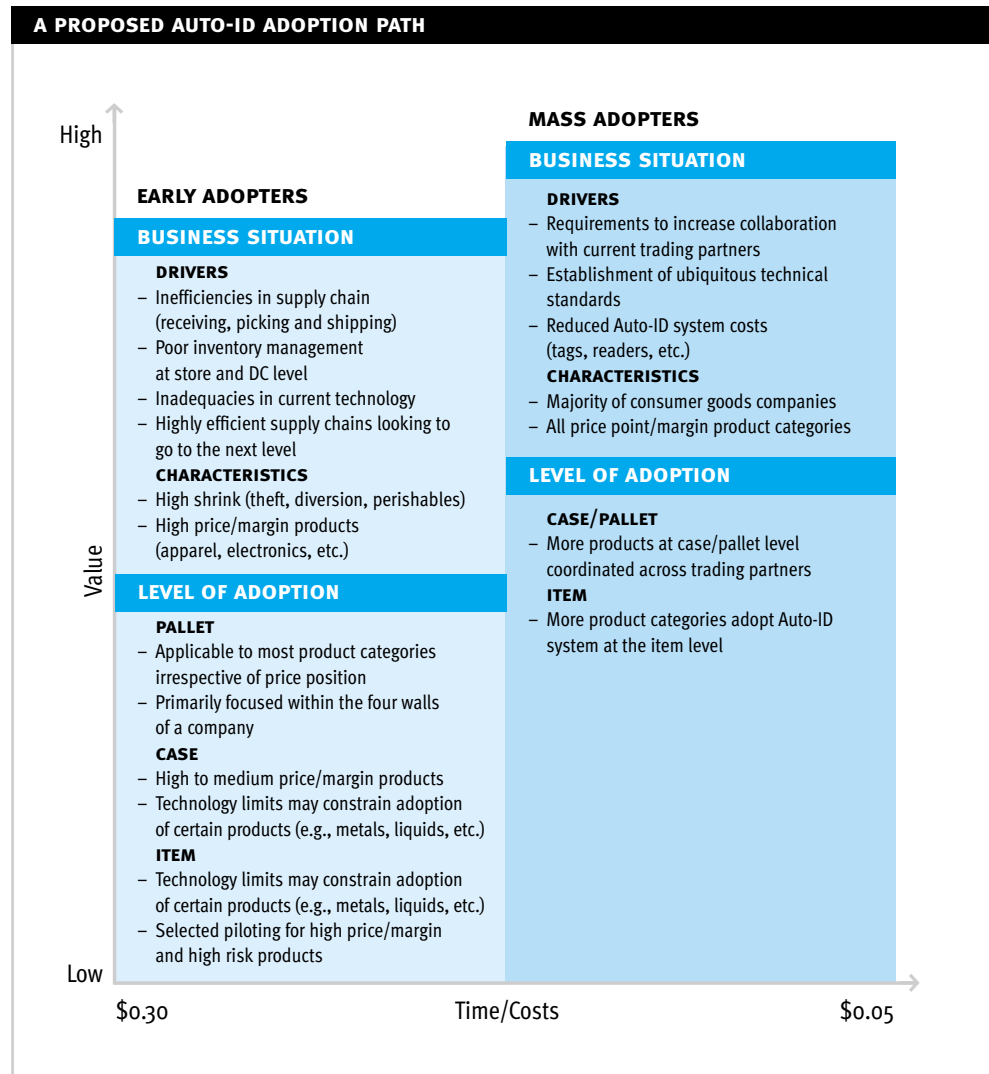 A PROPOSED AUTO-ID ADOPTION PATH
High
Value
Low
EARLY ADOPTERS
BUSINESS SITUATION
DRIVERS
– Inefficiencies in supply chain
(receiving, picking and shipping)
– Poor inventory management
at store and DC level
– Inadequacies in current technology
– Highly efficient supply chains looking to
go to the next level
CHARACTERISTICS
– High shrink (theft, diversion, perishables)
– High price/margin products
(apparel, electronics, etc.)
LEVEL OF ADOPTION
PALLET
– Applicable to most product categories
irrespective of price position
– Primarily focused within the four walls
of a company
CASE
– High to medium price/margin products
– Technology limits may constrain adoption
of certain products (e.g., metals, liquids, etc.)
ITEM
– Technology limits may constrain adoption
of certain products (e.g., metals, liquids, etc.)
– Selected piloting for high price/margin
and high risk products
MASS ADOPTERS
BUSINESS SITUATION
DRIVERS
– Requirements to increase collaboration
with current trading partners
– Establishment of ubiquitous technical
standards
– Reduced Auto-ID system costs
(tags, readers, etc.)
CHARACTERISTICS
– Majority of consumer goods companies
– All price point/margin product categories
LEVEL OF ADOPTION
CASE/PALLET
– More products at case/pallet level
coordinated across trading partners
ITEM
– More product categories adopt Auto-ID
system at the item level
$0.30
Time/Costs
$0.05